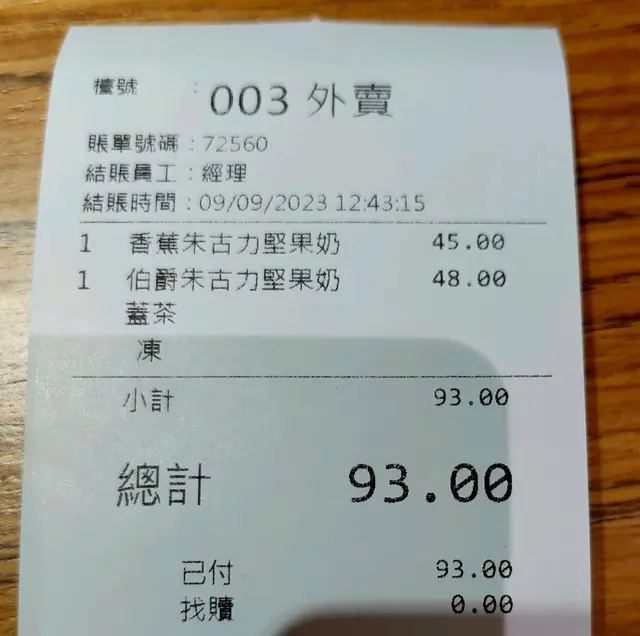 檯號 : 003 外賣
賬單號碼 : 72560
結賬員工 : 經理
結賬時間 : 09/09/2023 12:43:15
1 香蕉朱古力堅果奶 45.00
1 伯爵朱古力堅果奶 48.00
蓋茶
凍
小計 93.00
總計 93.00
已付 93.00
找贖 0.00